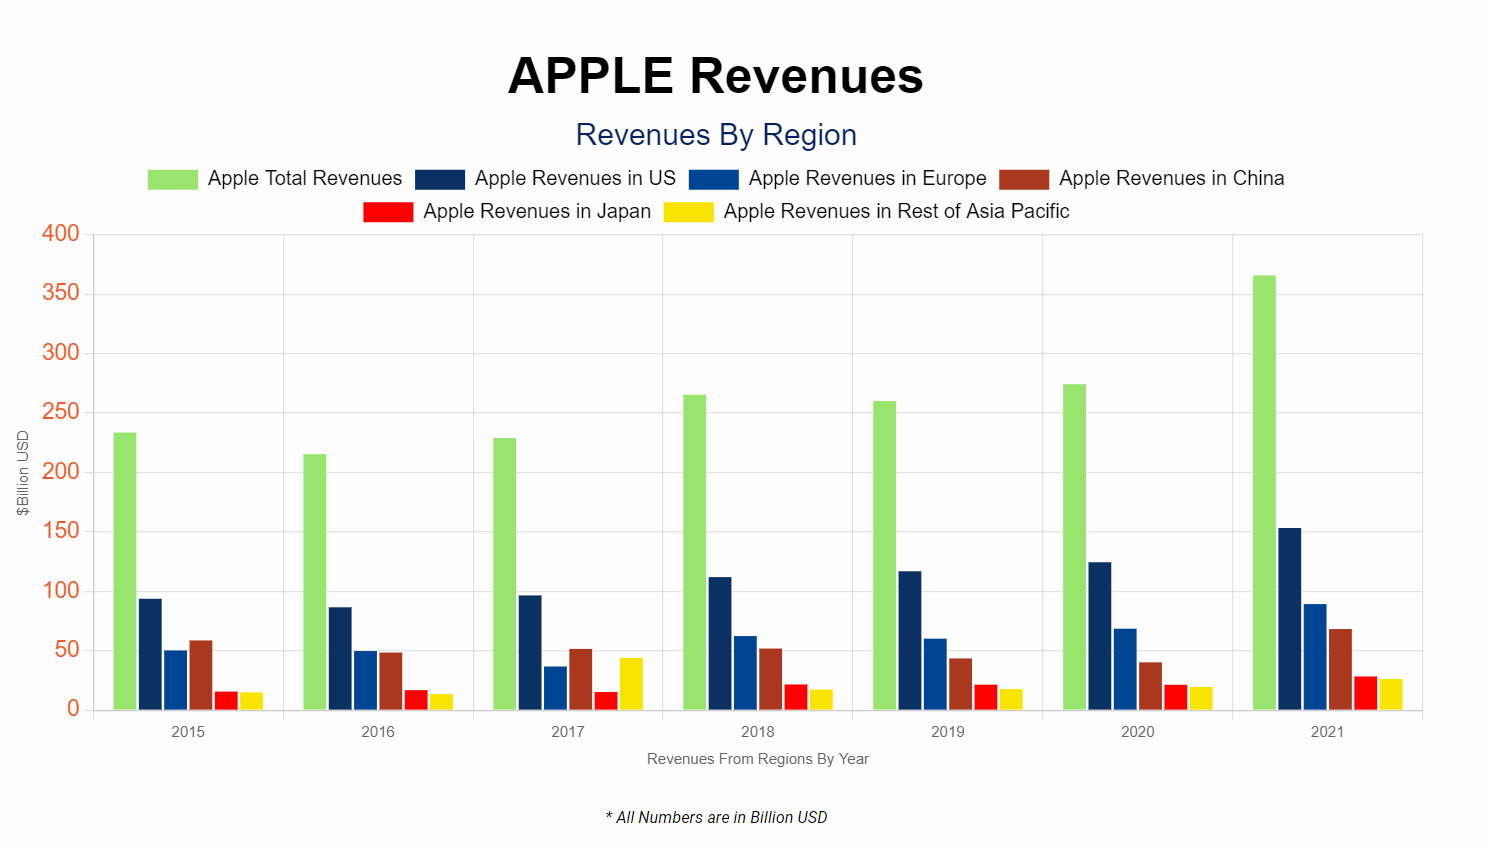 APPLE Revenues
Revenues By Region
Apple Total Revenues Apple Revenues in US Apple Revenues in Europe Apple Revenues in China
Apple Revenues in Japan Apple Revenues in Rest of Asia Pacific
400
350
300
250
200
150
100
50
0
$Billion USD
2015 2016 2017 2018 2019 2020 2021
Revenues From Regions By Year
* All Numbers are in Billion USD